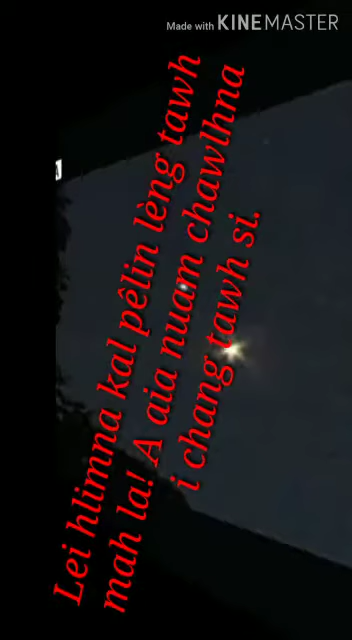 Made with KINEMASTER
Lei hlimna kal pêlin lèng tawh
mah la! A aia nuam chawlhna
i chang tawh si.